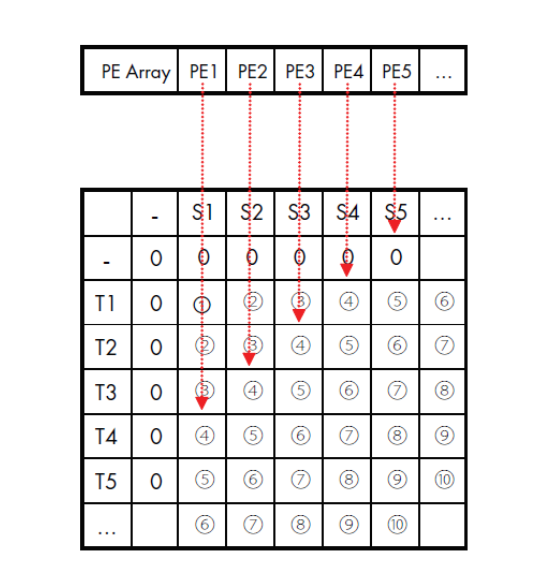 PE Array PE1 PE2 PE3 PE4 PE5 ...
- S1 S2 S3 S4 S5 ...
- 0 0 0 0 0 0
T1 0 ① ② ③ ④ ⑤ ⑥
T2 0 ② ③ ④ ⑤ ⑥ ⑦
T3 0 ③ ④ ⑤ ⑥ ⑦ ⑧
T4 0 ④ ⑤ ⑥ ⑦ ⑧ ⑨
T5 0 ⑤ ⑥ ⑦ ⑧ ⑨ ⑩
... ⑥ ⑦ ⑧ ⑨ ⑩